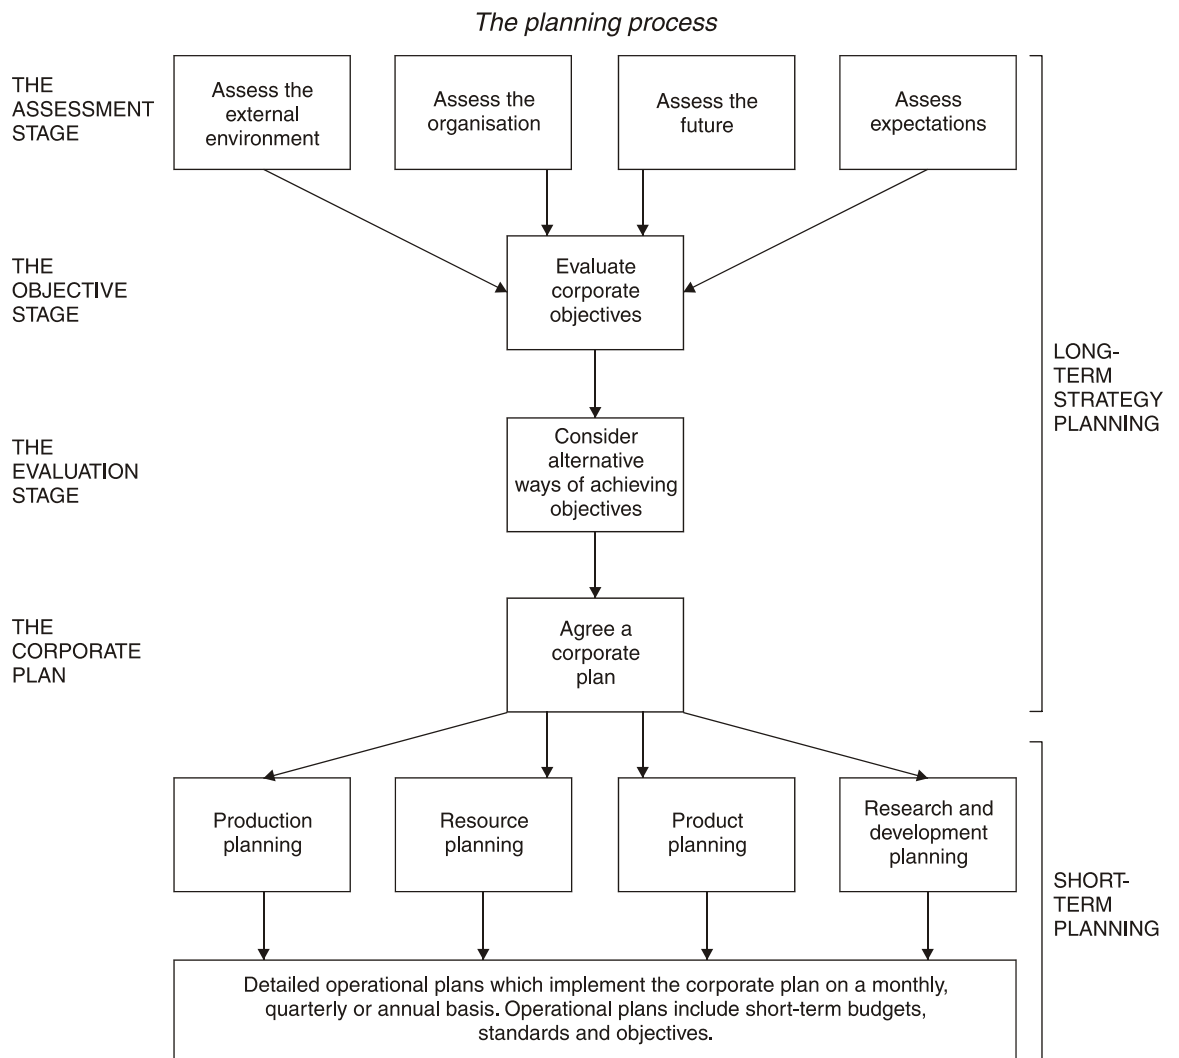 The planning process
THE
ASSESSMENT
STAGE
Assess the
external
environment
Assess the
organisation
Assess the
future
Assess
expectations
THE
OBJECTIVE
STAGE
Evaluate
corporate
objectives
LONG-
TERM
STRATEGY
PLANNING
THE
EVALUATION
STAGE
Consider
alternative
ways of achieving
objectives
THE
CORPORATE
PLAN
Agree a
corporate
plan
Production
planning
Resource
planning
Product
planning
Research and
development
planning
SHORT-
TERM
PLANNING
Detailed operational plans which implement the corporate plan on a monthly,
quarterly or annual basis. Operational plans include short-term budgets,
standards and objectives.